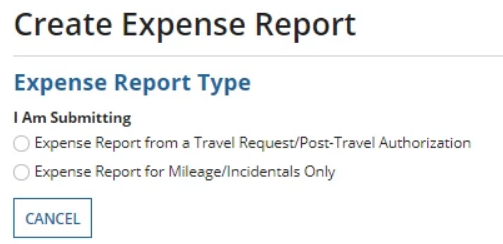 Create Expense Report
Expense Report Type
I Am Submitting
Expense Report from a Travel Request/Post-Travel Authorization
Expense Report for Mileage/Incidentals Only
CANCEL